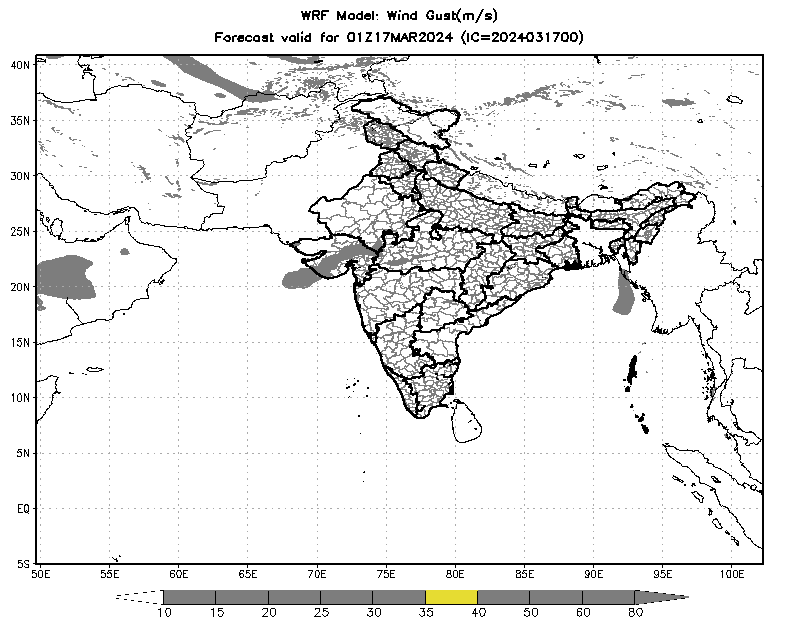 WRF Model: Wind Gust(m/s)
Forecast valid for 01Z17MAR2024 (IC=2024031700)
40N
35N
30N
25N
20N
15N
10N
5N
EQ
5S
50E 55E 60E 65E 70E 75E 80E 85E 90E 95E 100E
10 15 20 25 30 35 40 50 60 80